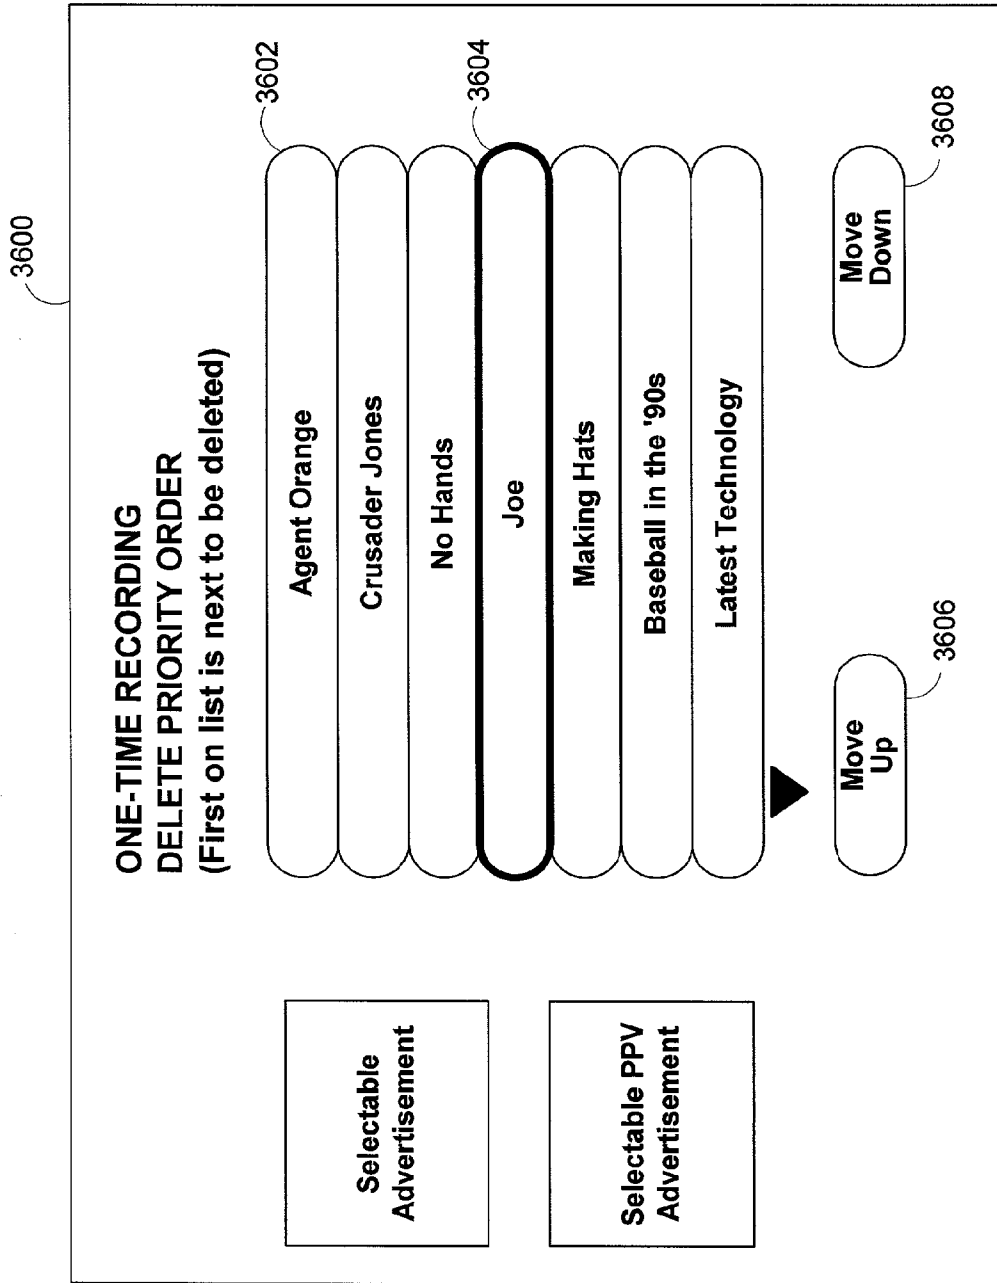 3600
ONE-TIME RECORDING
DELETE PRIORITY ORDER
(First on list is next to be deleted)
Selectable
Advertisement
Selectable PPV
Advertisement
Agent Orange
3602
Crusader Jones
No Hands
Joe
3604
Making Hats
Baseball in the '90s
Latest Technology
Move
Up
3606
Move
Down
3608